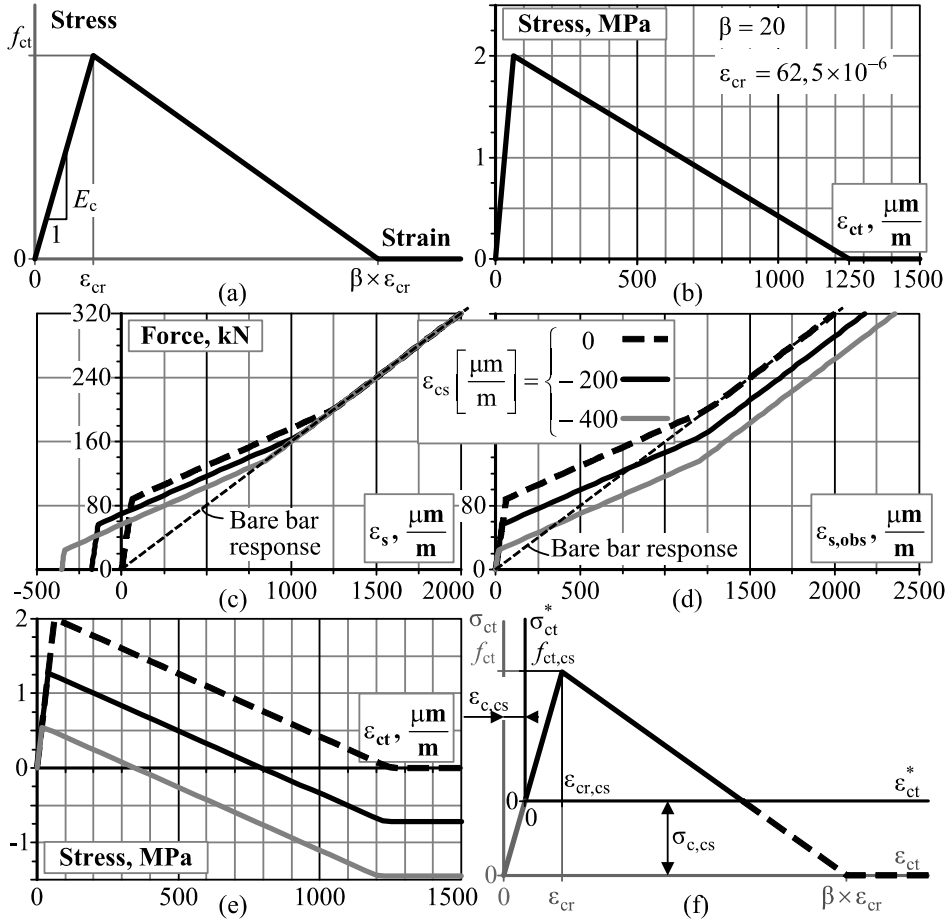 Stress
f_ct
E_c
1
Strain
0
0
ε_cr
β × ε_cr
(a)
Stress, MPa
β = 20
ε_cr = 62,5×10⁻⁶
2
1
0
ε_ct, μm/m
0
500
1000
1250
1500
(b)
320
240
160
80
0
Force, kN
Bare bar
response
ε_s, μm/m
-500
0
500
1000
1500
2000
(c)
ε_cs [μm/m] = { 0
− 200
− 400
80
0
Bare bar response
ε_s,obs, μm/m
0
500
1000
1500
2000
2500
(d)
2
1
0
-1
ε_ct, μm/m
Stress, MPa
0
500
1000
1500
(e)
σ_ct
σ*_ct
f_ct
f_ct,cs
ε_c,cs
ε_cr,cs
ε*_ct
0
0
σ_c,cs
ε_ct
0
0
ε_cr
β × ε_cr
(f)